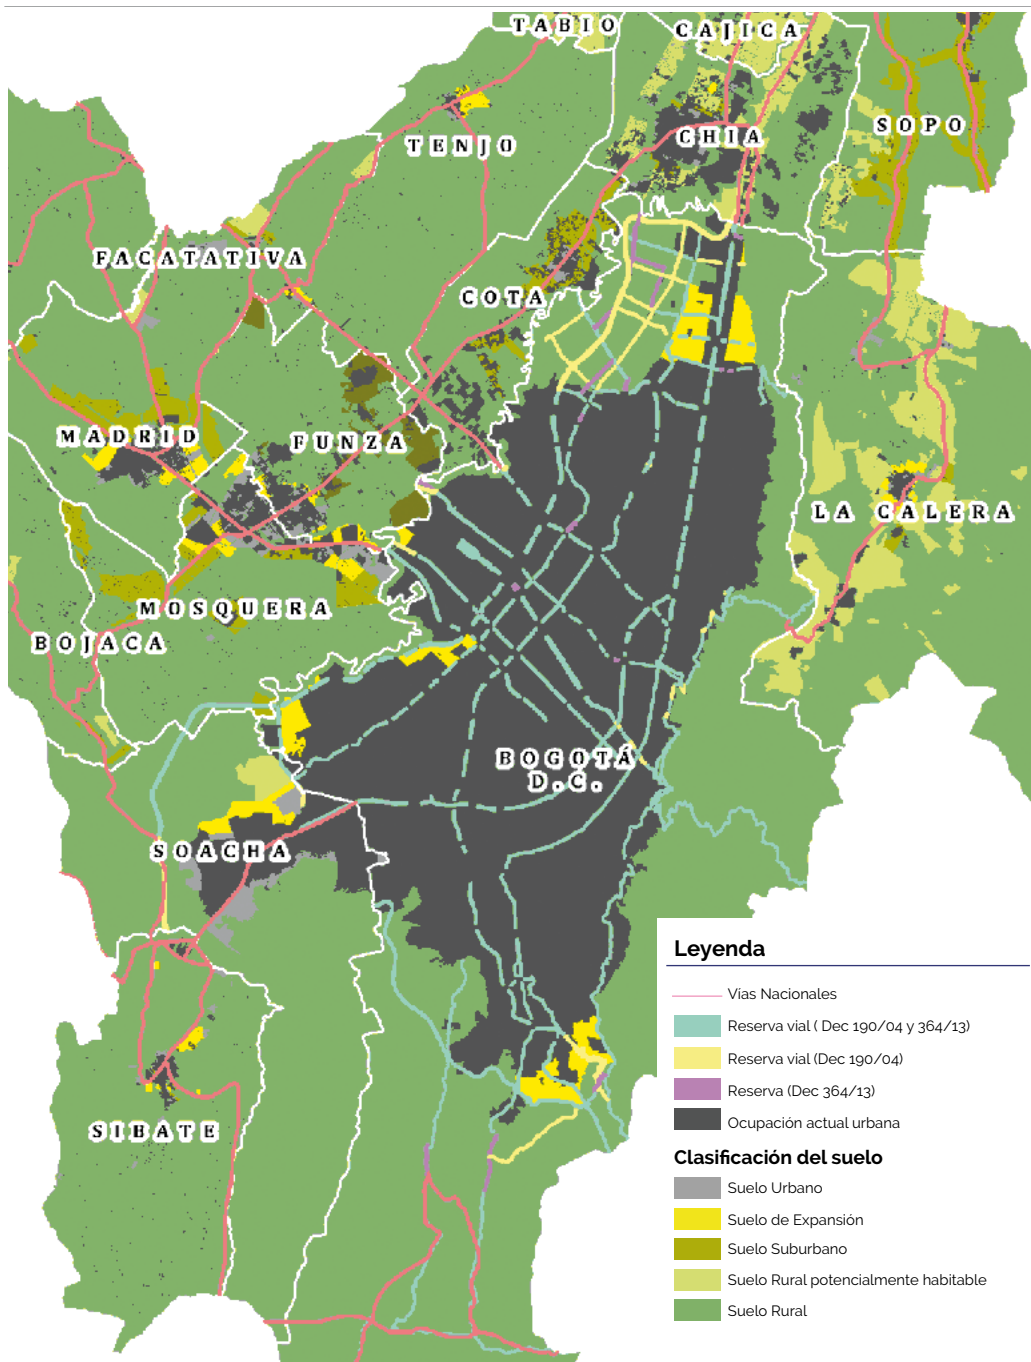 TABIO
CAJICA
SOPO
CHIA
TENJO
FACATATIVA
COTA
MADRID
FUNZA
LA CALERA
MOSQUERA
BOJACA
BOGOTÁ
D.C.
SOACHA
SIBATE
Leyenda
Vías Nacionales
Reserva vial ( Dec 190/04 y 364/13)
Reserva vial (Dec 190/04)
Reserva (Dec 364/13)
Ocupación actual urbana
Clasificación del suelo
Suelo Urbano
Suelo de Expansión
Suelo Suburbano
Suelo Rural potencialmente habitable
Suelo Rural